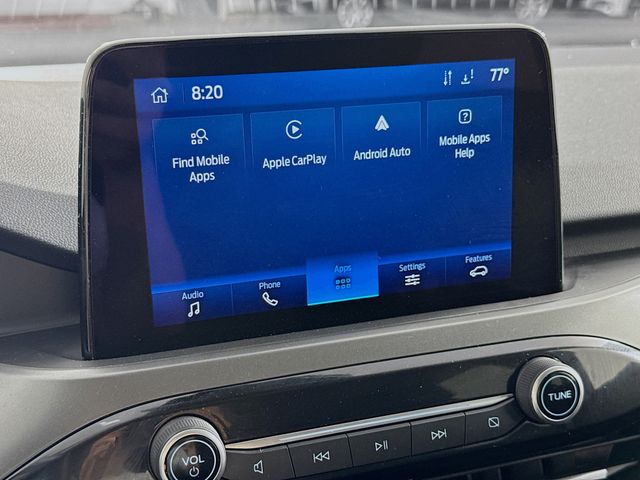 8:20
77°
Find Mobile
Apps
Apple CarPlay
Android Auto
Mobile Apps
Help
Audio
Phone
Apps
Settings
Features
VOL
TUNE